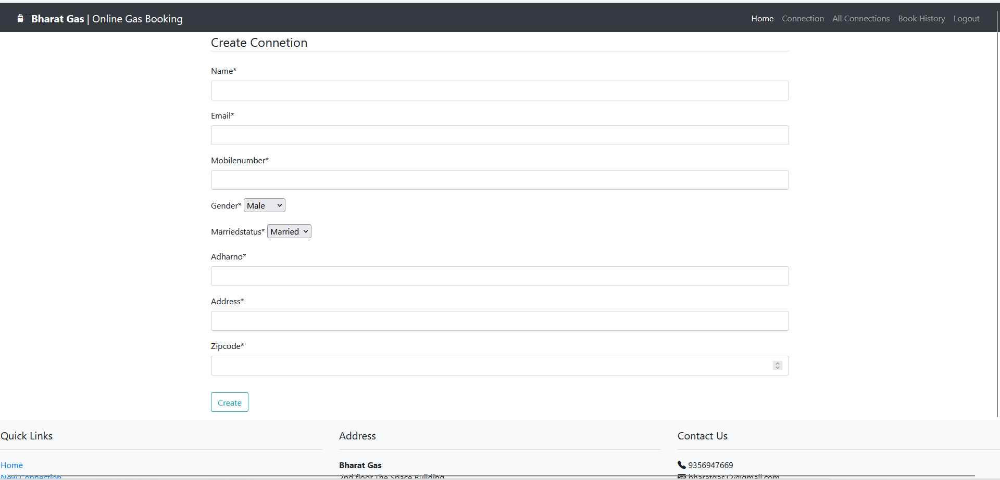 Bharat Gas | Online Gas Booking
Home Connection All Connections Book History Logout
Create Connetion
Name*
Email*
Mobilenumber*
Gender* Male
Marriedstatus* Married
Adharno*
Address*
Zipcode*
Create
Quick Links
Home
New Connection
Address
Bharat Gas
2nd floor The Space Building
Contact Us
9356947669
bharatgas12@gmail.com